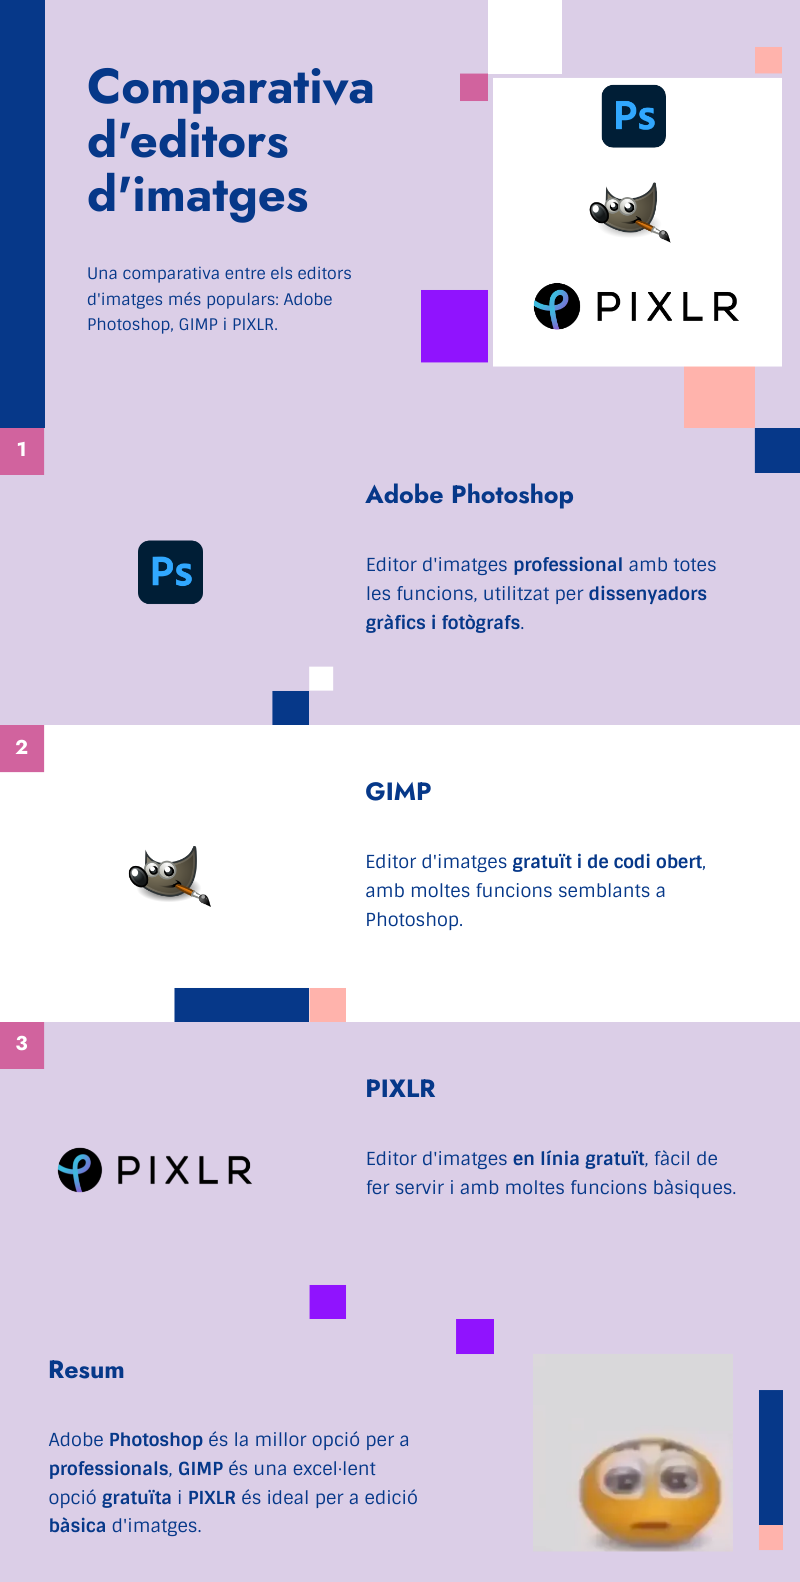 Comparativa
d'editors
d'imatges
Una comparativa entre els editors
d'imatges més populars: Adobe
Photoshop, GIMP i PIXLR.
Ps
PIXLR
1
Adobe Photoshop
Ps
Editor d'imatges professional amb totes
les funcions, utilitzat per dissenyadors
gràfics i fotògrafs.
2
GIMP
Editor d'imatges gratuït i de codi obert,
amb moltes funcions semblants a
Photoshop.
3
PIXLR
PIXLR
Editor d'imatges en línia gratuït, fàcil de
fer servir i amb moltes funcions bàsiques.
Resum
Adobe Photoshop és la millor opció per a
professionals, GIMP és una excel·lent
opció gratuïta i PIXLR és ideal per a edició
bàsica d'imatges.